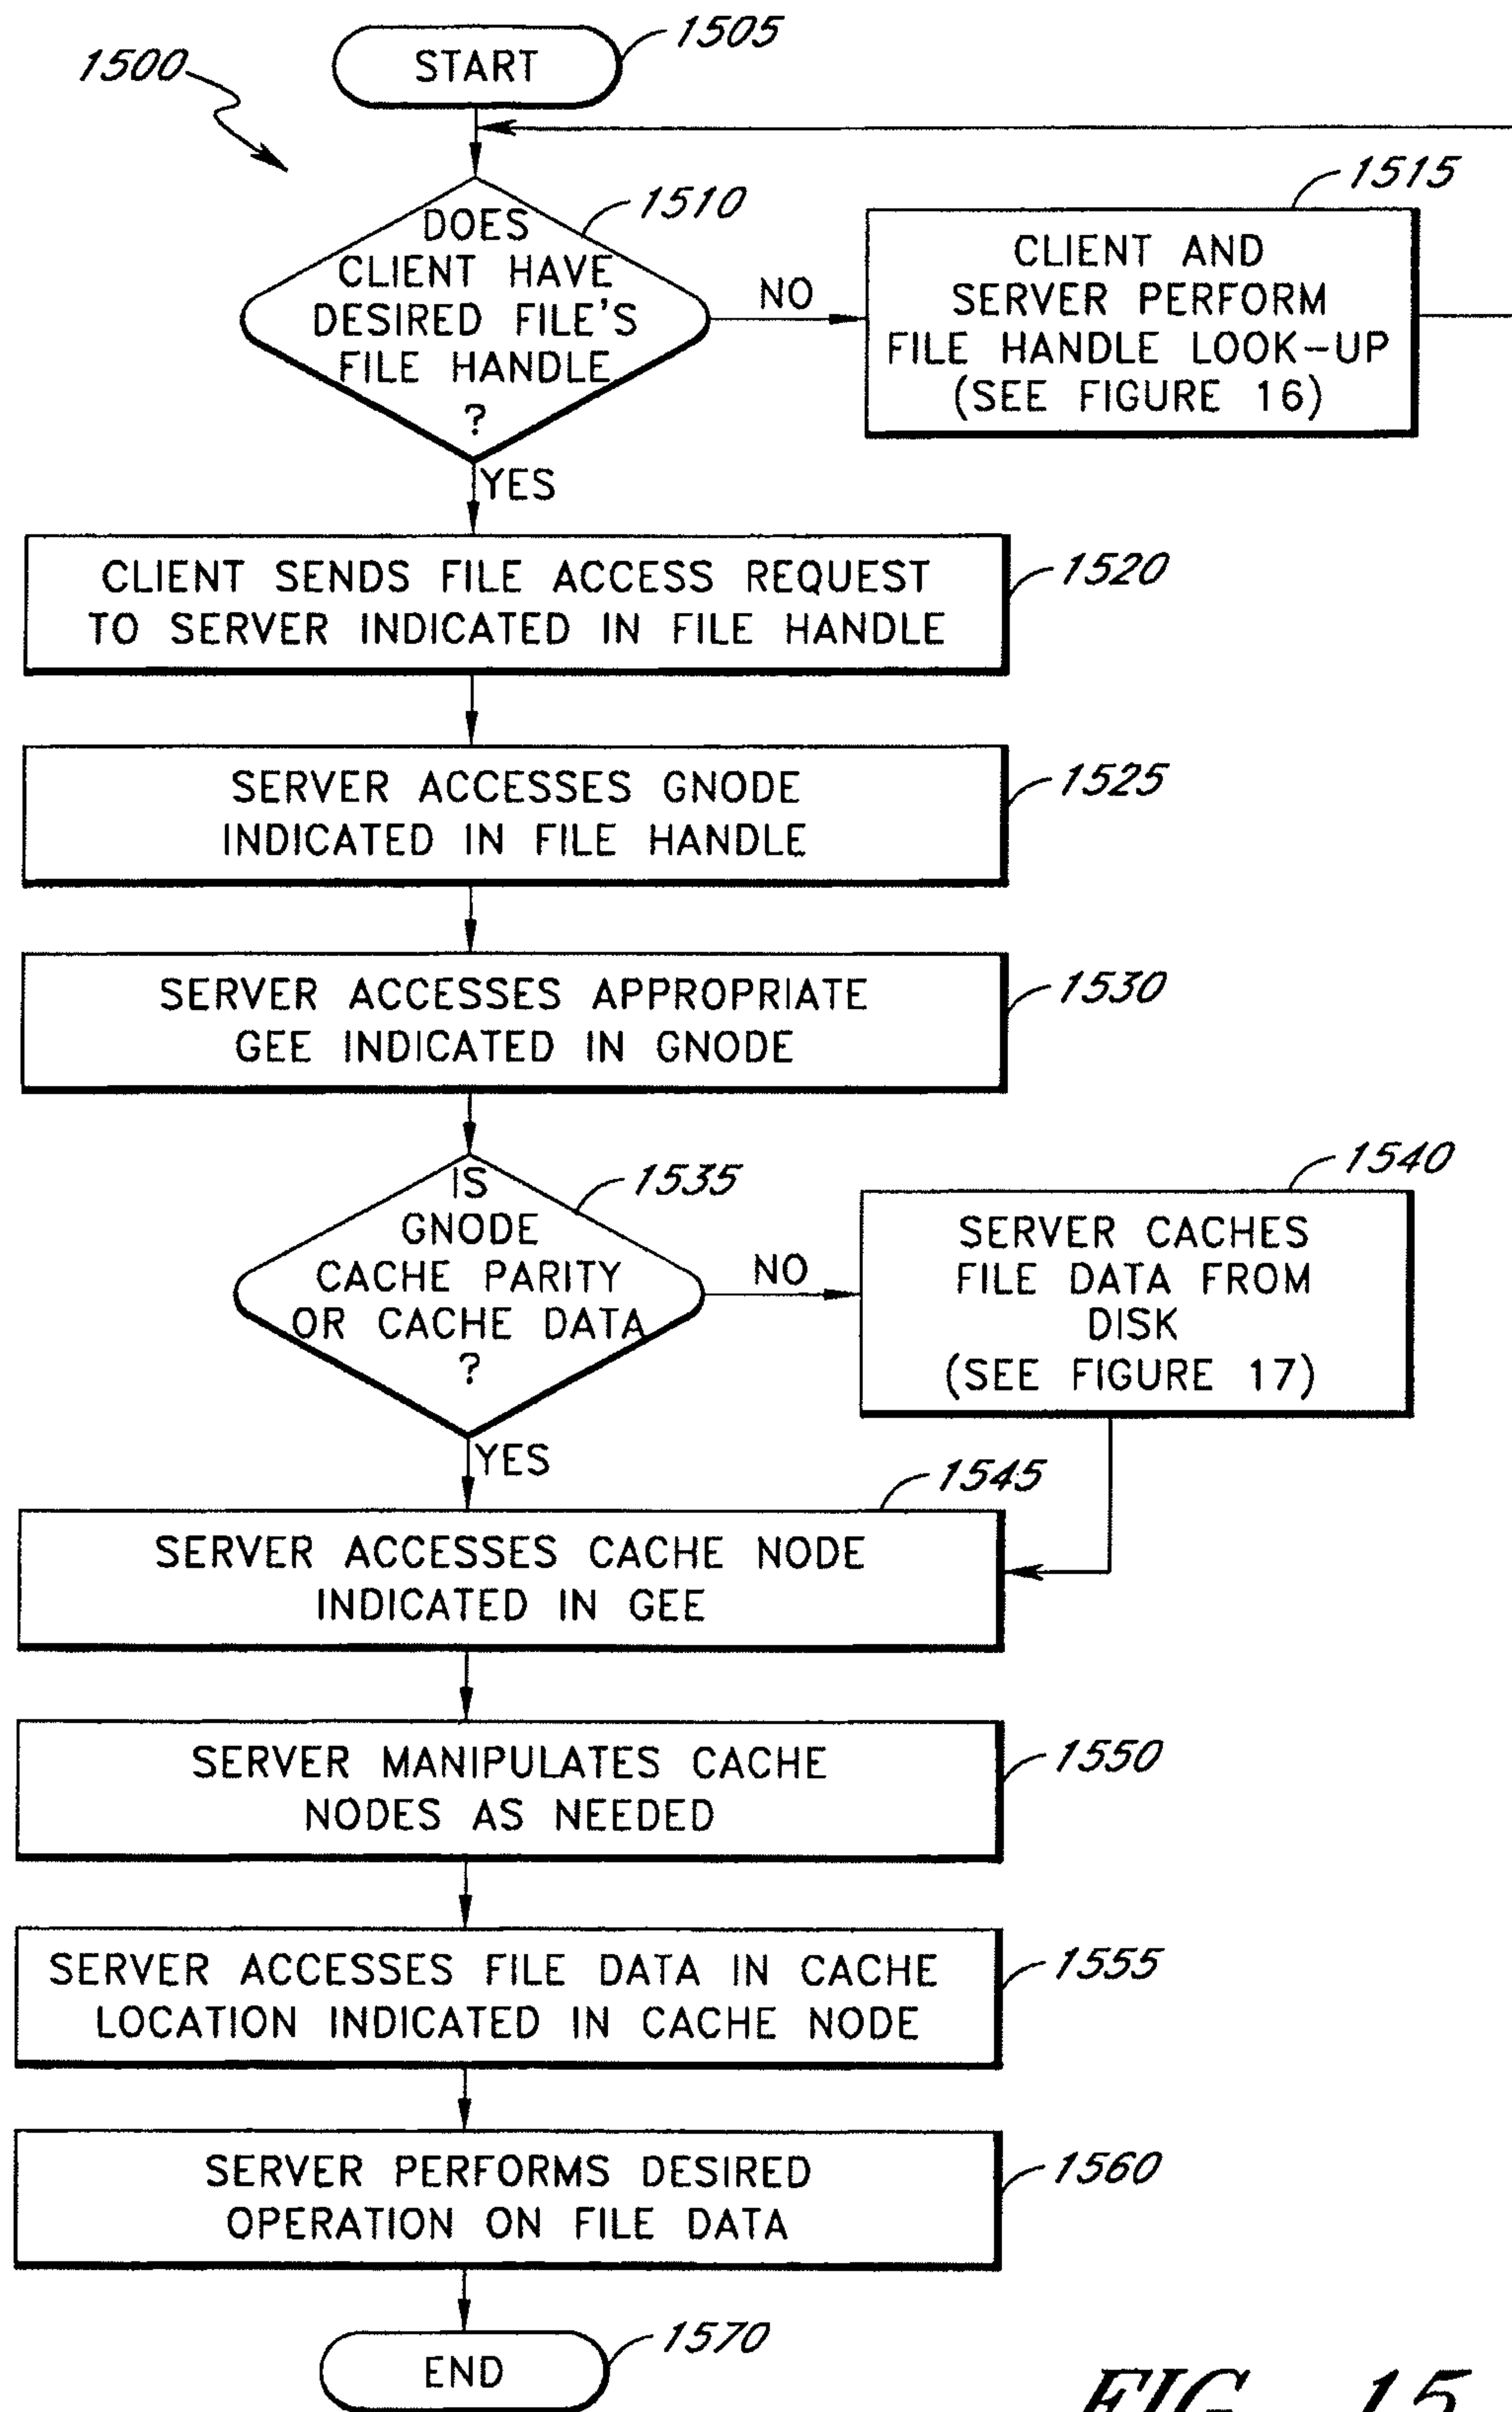 1500
START
1505
DOES
CLIENT HAVE
DESIRED FILE'S
FILE HANDLE
?
1510
NO
1515
CLIENT AND
SERVER PERFORM
FILE HANDLE LOOK-UP
(SEE FIGURE 16)
YES
CLIENT SENDS FILE ACCESS REQUEST
TO SERVER INDICATED IN FILE HANDLE
1520
SERVER ACCESSES GNODE
INDICATED IN FILE HANDLE
1525
SERVER ACCESSES APPROPRIATE
GEE INDICATED IN GNODE
1530
IS
GNODE
CACHE PARITY
OR CACHE DATA
?
1535
NO
1540
SERVER CACHES
FILE DATA FROM
DISK
(SEE FIGURE 17)
YES
1545
SERVER ACCESSES CACHE NODE
INDICATED IN GEE
SERVER MANIPULATES CACHE
NODES AS NEEDED
1550
SERVER ACCESSES FILE DATA IN CACHE
LOCATION INDICATED IN CACHE NODE
1555
SERVER PERFORMS DESIRED
OPERATION ON FILE DATA
1560
END
1570
FIG. 15